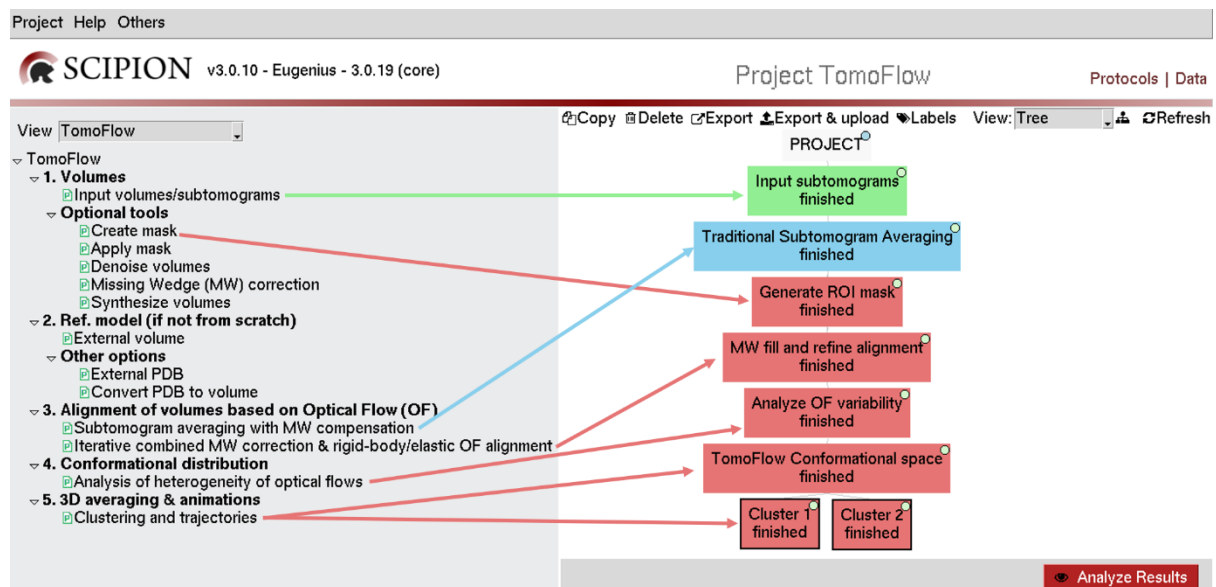 Project Help Others
SCIPION v3.0.10 - Eugenius - 3.0.19 (core)
Project TomoFlow
Protocols | Data
View TomoFlow
TomoFlow
1. Volumes
Input volumes/subtomograms
Optional tools
Create mask
Apply mask
Denoise volumes
Missing Wedge (MW) correction
Synthesize volumes
2. Ref. model (if not from scratch)
External volume
Other options
External PDB
Convert PDB to volume
3. Alignment of volumes based on Optical Flow (OF)
Subtomogram averaging with MW compensation
Iterative combined MW correction & rigid-body/elastic OF alignment
4. Conformational distribution
Analysis of heterogeneity of optical flows
5. 3D averaging & animations
Clustering and trajectories
Copy Delete Export Export & upload Labels View: Tree Refresh
PROJECT
Input subtomograms
finished
Traditional Subtomogram Averaging
finished
Generate ROI mask
finished
MW fill and refine alignment
finished
Analyze OF variability
finished
TomoFlow Conformational space
finished
Cluster 1
finished
Cluster 2
finished
Analyze Results